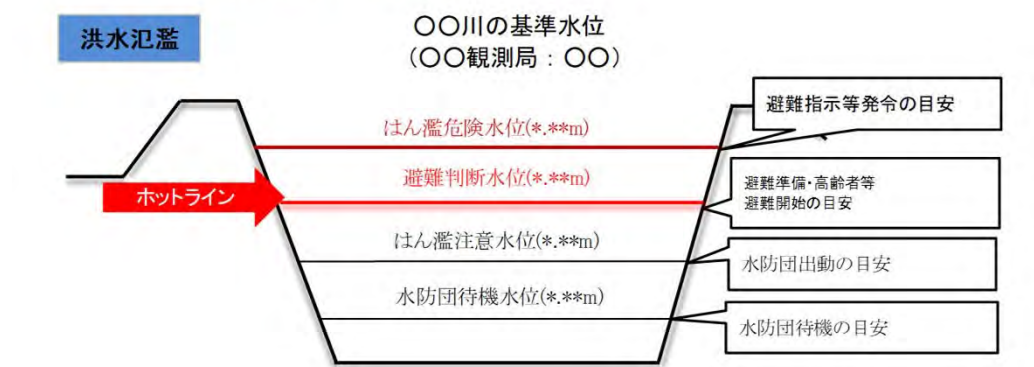 洪水氾濫
〇〇川の基準水位
(〇〇観測局:〇〇)
はん濫危険水位(*.**m)
避難指示等発令の目安
避難判断水位(*.**m)
ホットライン
避難準備・高齢者等
避難開始の目安
はん濫注意水位(*.**m)
水防団出動の目安
水防団待機水位(*.**m)
水防団待機の目安